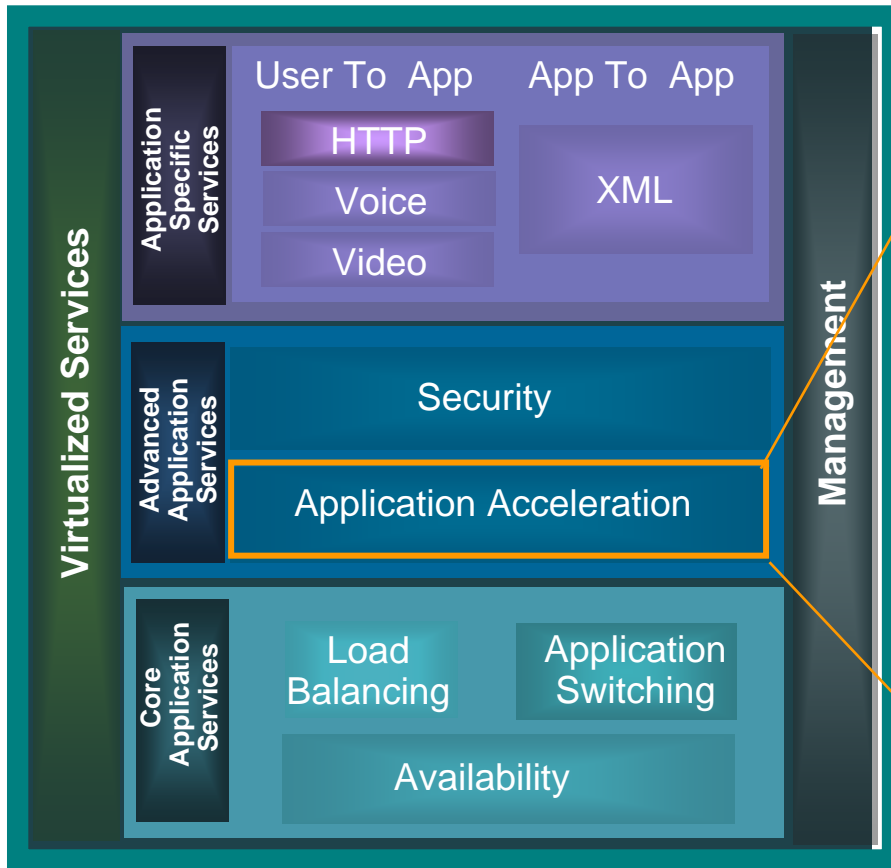 Virtualized Services
Application
Specific
Services
User To App
App To App
HTTP
Voice
Video
XML
Advanced
Application
Services
Security
Application Acceleration
Core
Application
Services
Load
Balancing
Application
Switching
Availability
Management